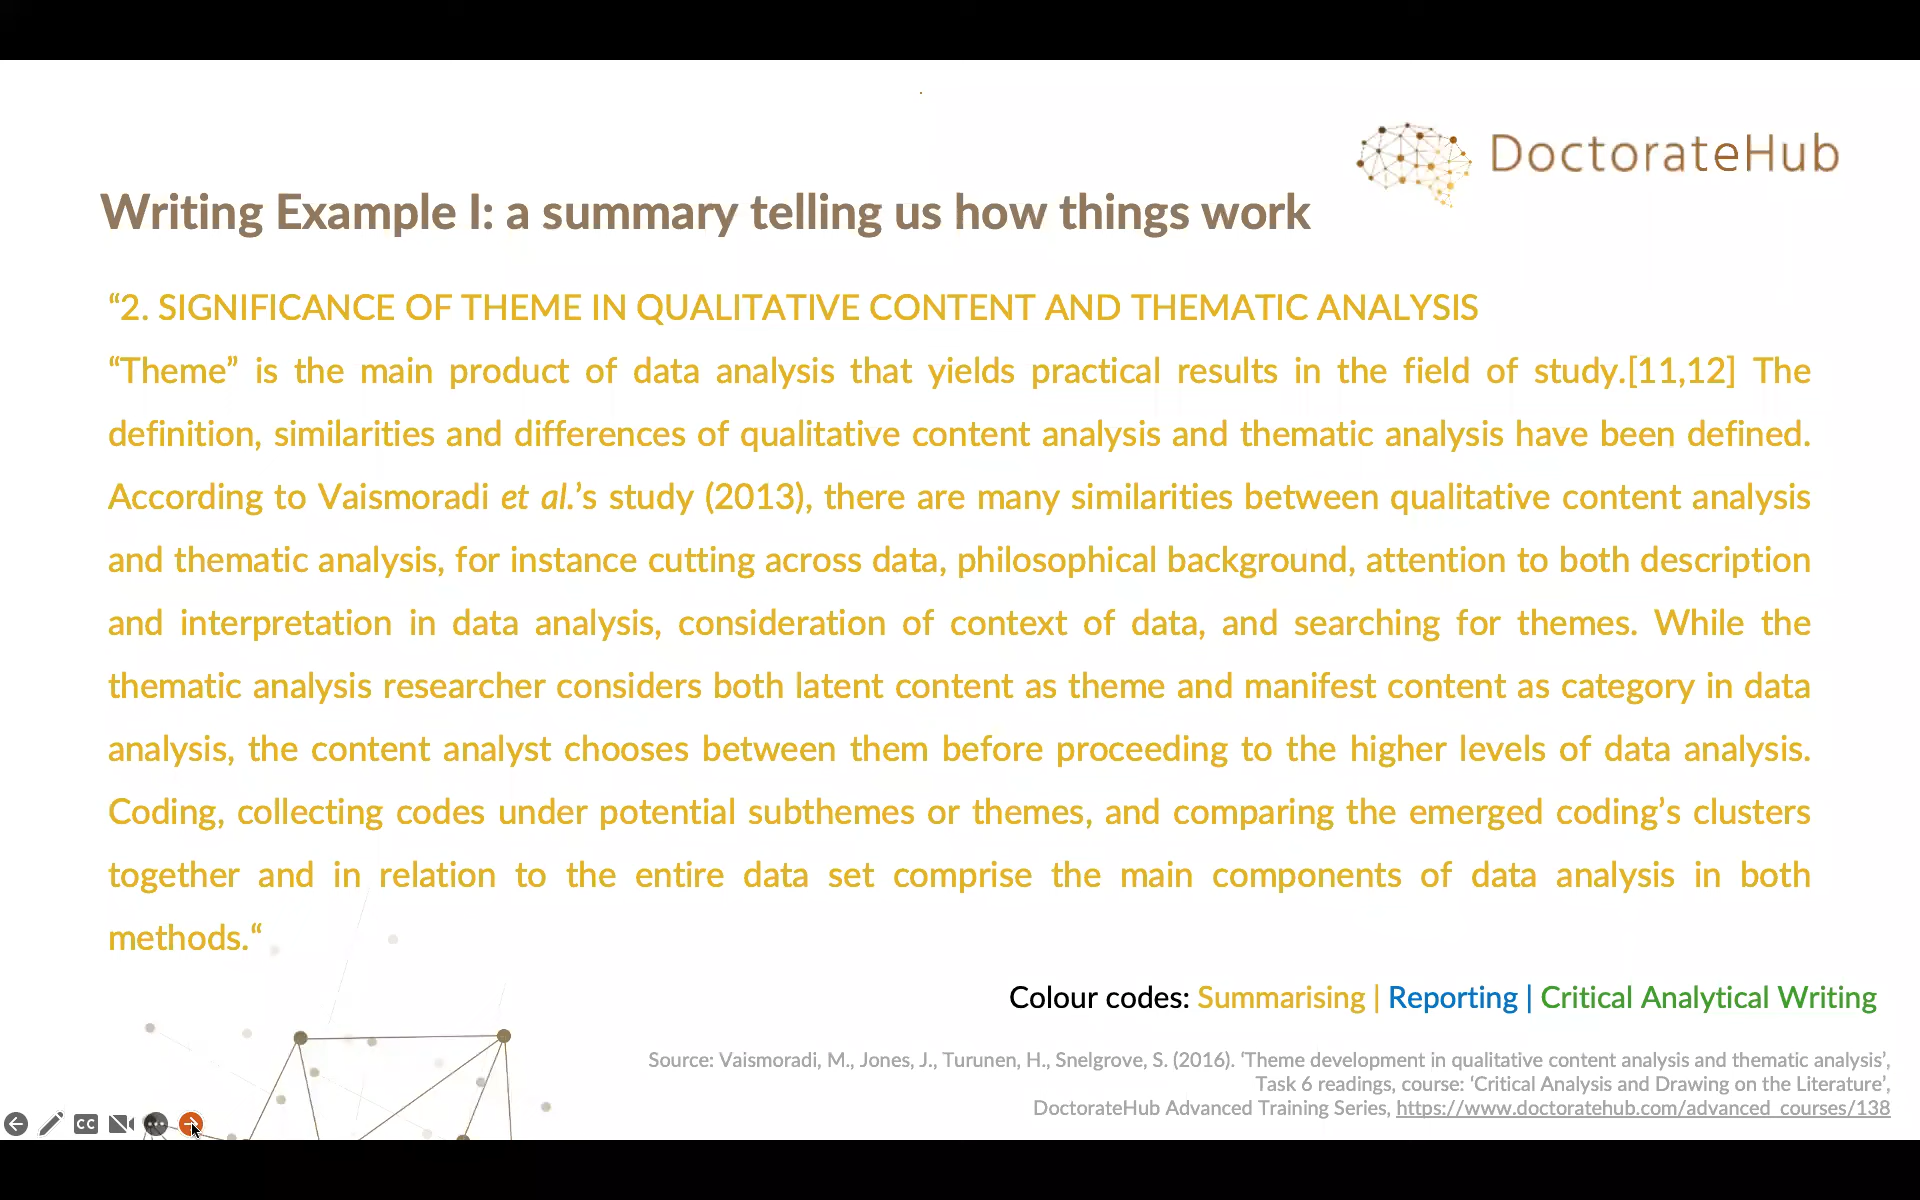 DoctorateHub
Writing Example I: a summary telling us how things work
“2. SIGNIFICANCE OF THEME IN QUALITATIVE CONTENT AND THEMATIC ANALYSIS
“Theme” is the main product of data analysis that yields practical results in the field of study.[11,12] The
definition, similarities and differences of qualitative content analysis and thematic analysis have been defined.
According to Vaismoradi et al.’s study (2013), there are many similarities between qualitative content analysis
and thematic analysis, for instance cutting across data, philosophical background, attention to both description
and interpretation in data analysis, consideration of context of data, and searching for themes. While the
thematic analysis researcher considers both latent content as theme and manifest content as category in data
analysis, the content analyst chooses between them before proceeding to the higher levels of data analysis.
Coding, collecting codes under potential subthemes or themes, and comparing the emerged coding’s clusters
together and in relation to the entire data set comprise the main components of data analysis in both
methods.“
Colour codes: Summarising | Reporting | Critical Analytical Writing
Source: Vaismoradi, M., Jones, J., Turunen, H., Snelgrove, S. (2016). ‘Theme development in qualitative content analysis and thematic analysis’,
Task 6 readings, course: ‘Critical Analysis and Drawing on the Literature’,
DoctorateHub Advanced Training Series, https://www.doctoratehub.com/advanced_courses/138
CC